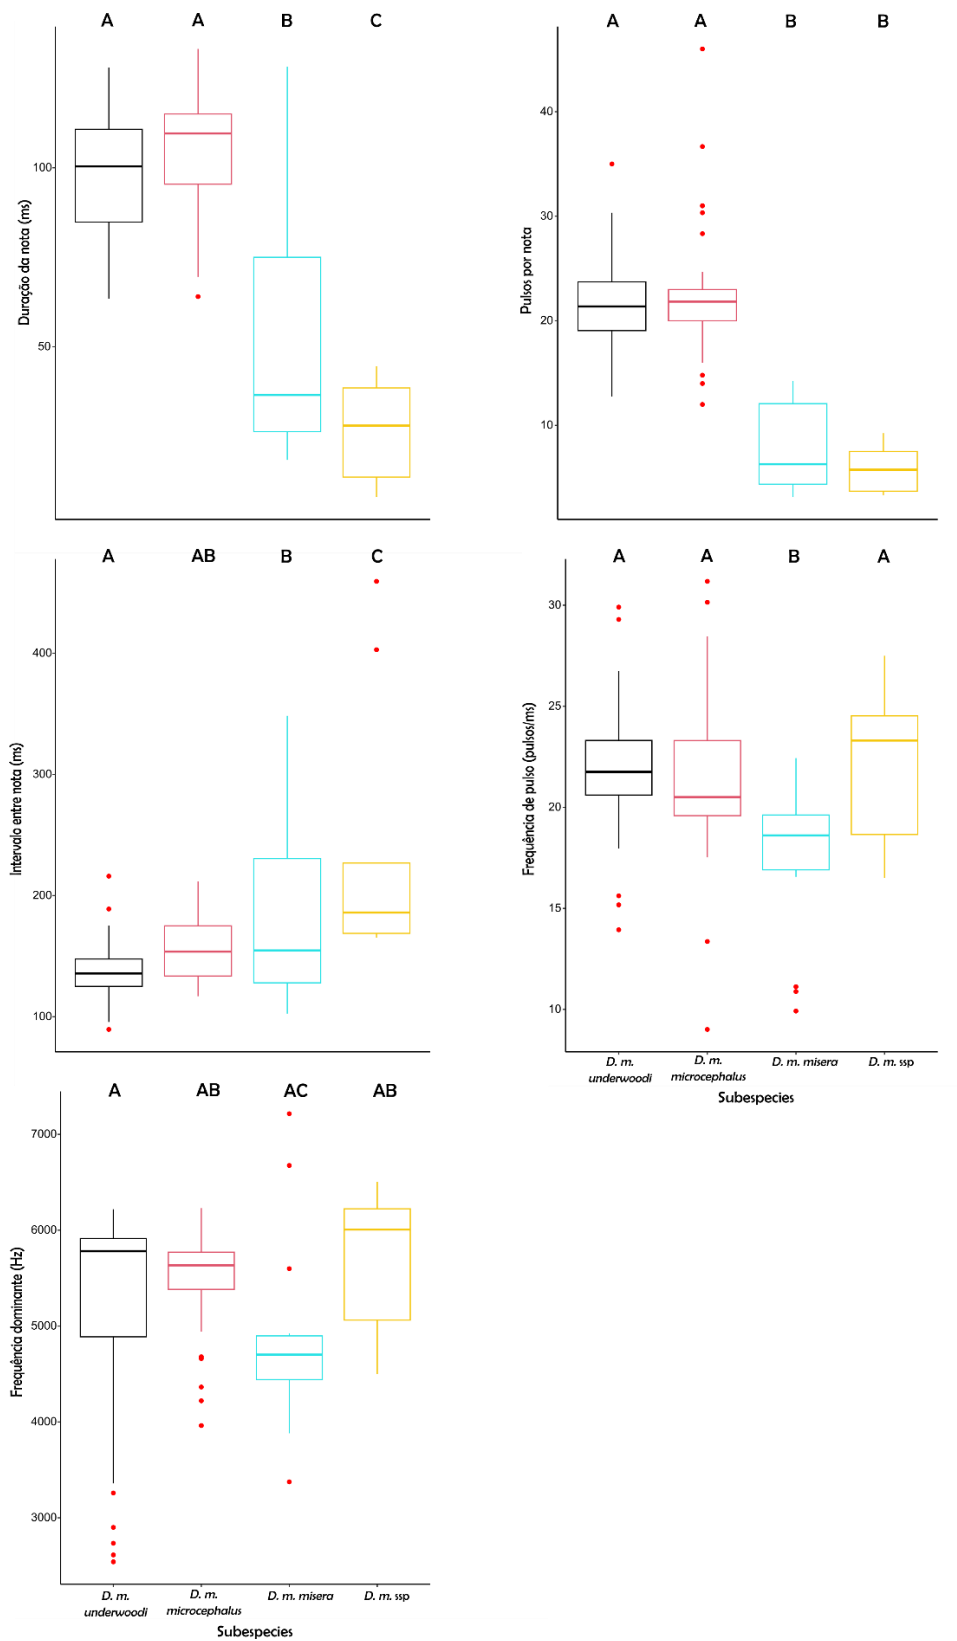 A A B C
Duração da nota (ms)
100
50
A A B B
Pulsos por nota
40
30
20
10
A AB B C
Intervalo entre nota (ms)
400
300
200
100
A A B A
Frequência de pulso (pulsos/ms)
30
25
20
15
10
D. m. underwoodi
D. m. microcephalus
D. m. misera
D. m. ssp
Subespecies
A AB AC AB
Frequência dominante (Hz)
7000
6000
5000
4000
3000
D. m. underwoodi
D. m. microcephalus
D. m. misera
D. m. ssp
Subespecies